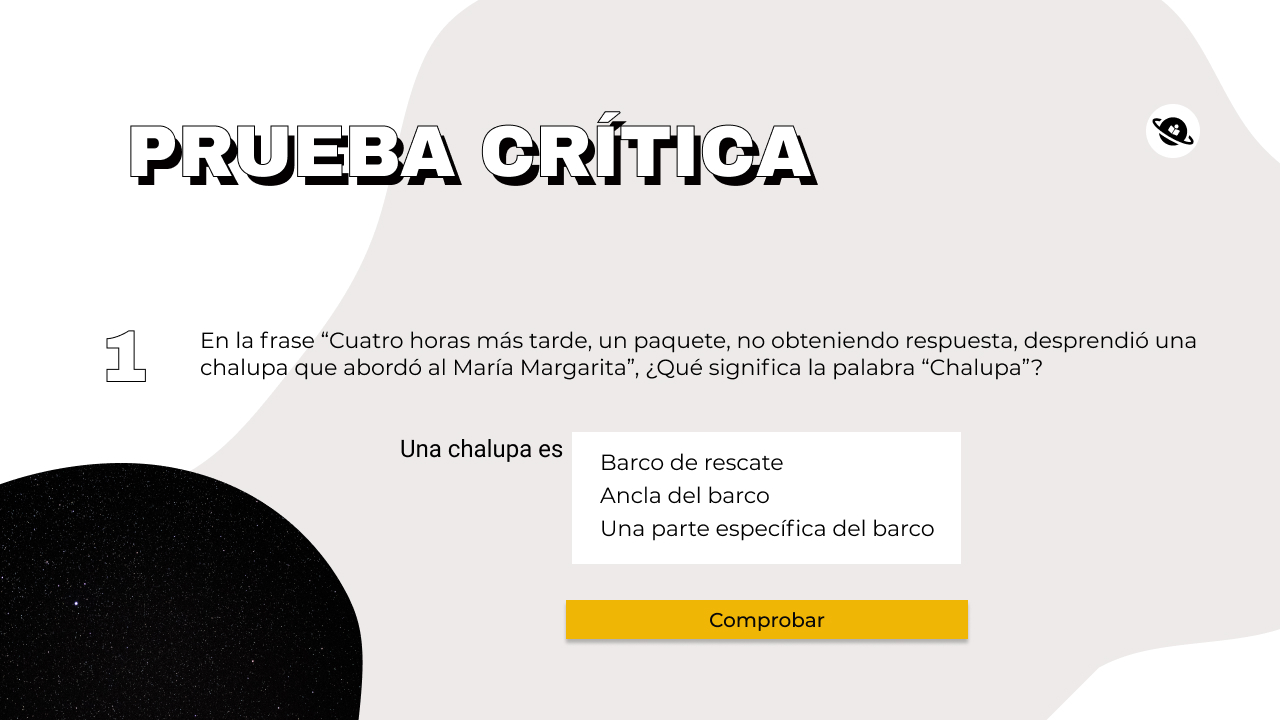 PRUEBA CRÍTICA
1
En la frase “Cuatro horas más tarde, un paquete, no obteniendo respuesta, desprendió una
chalupa que abordó al María Margarita”, ¿Qué significa la palabra “Chalupa”?
Una chalupa es
Barco de rescate
Ancla del barco
Una parte específica del barco
Comprobar